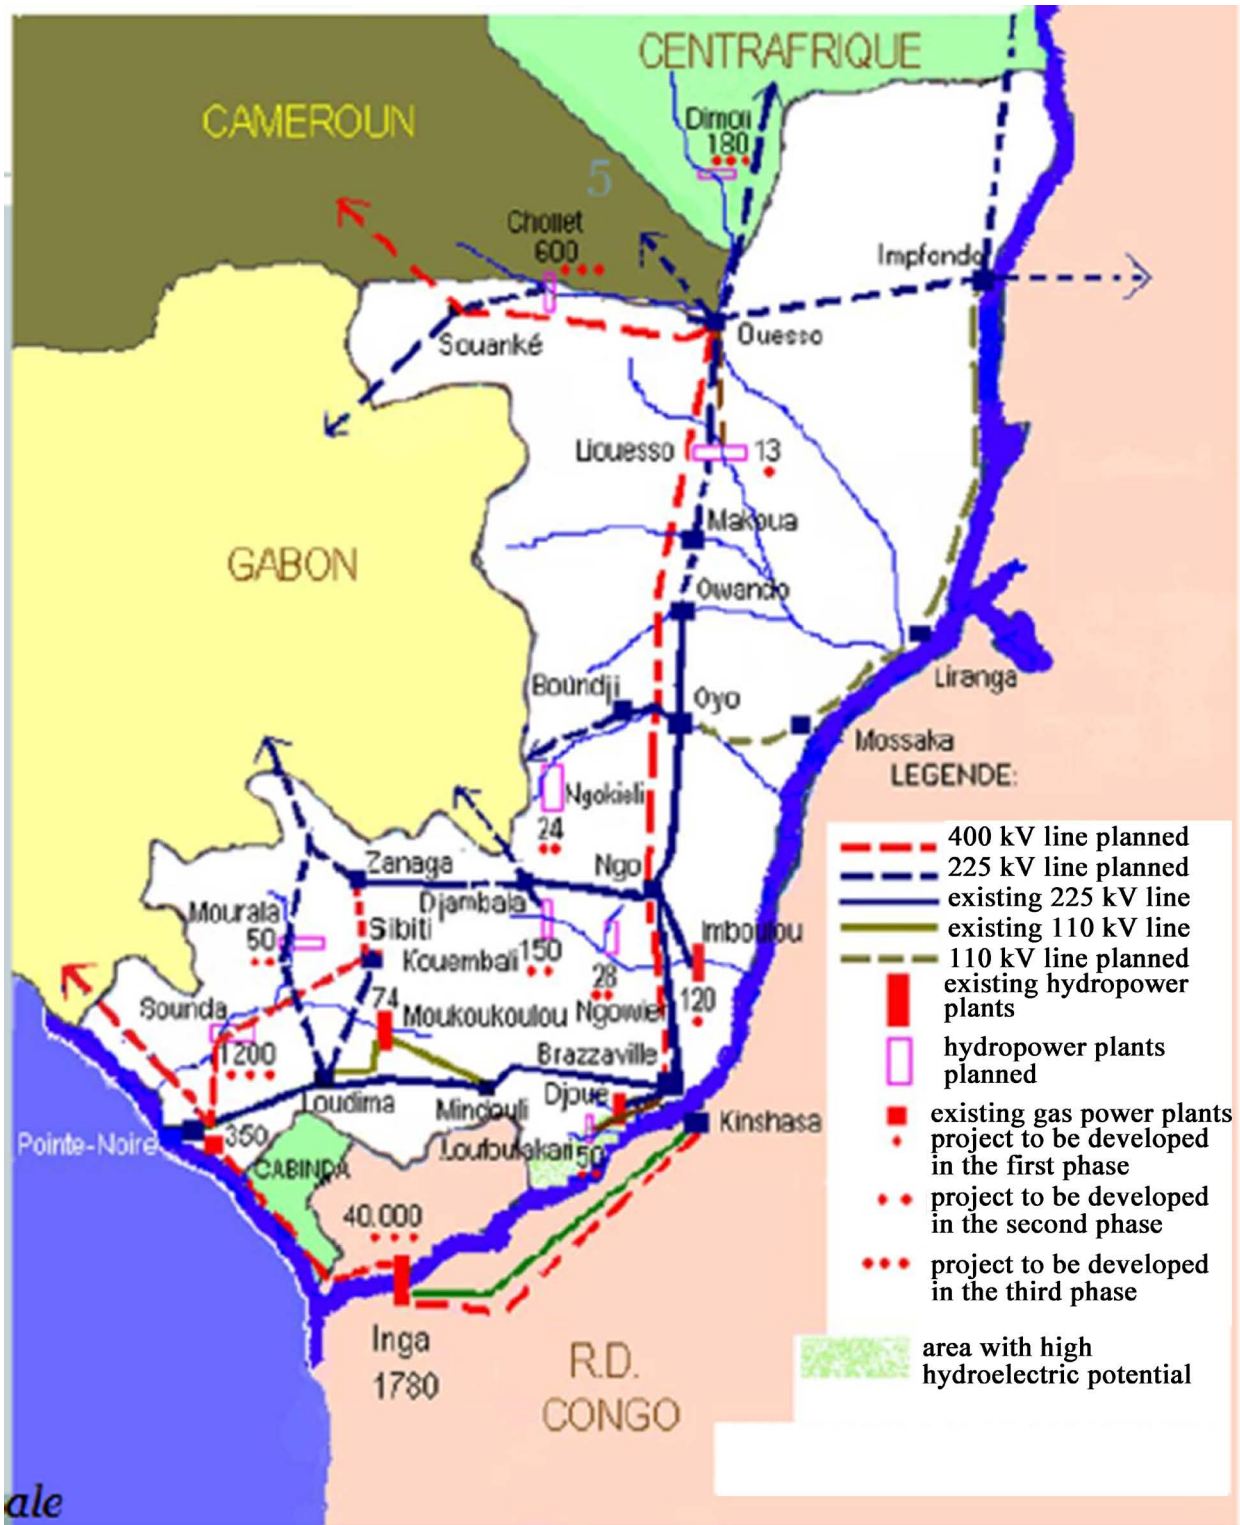 CENTRAFRIQUE
CAMEROUN
Dimoli
180
5
Chollet
600
Impfondo
Souanké
Ouesso
Liouesso
13
Makoua
GABON
Owando
Boundji
Oyo
Liranga
Mossaka
LEGENDE:
Ngokieli
24
Zanaga
Ngo
Djambala
Mourala
50
Sibiti
Imboulou
Kouembali
150
28
120
Sounda
74
Moukoukoulou
Ngowier
1200
Brazzaville
Loudima
Mindouli
Djoue
Pointe-Noire
350
Kinshasa
Loufoulakari
50
CABINDA
40.000
Inga
1780
R.D.
CONGO
400 kV line planned
225 kV line planned
existing 225 kV line
existing 110 kV line
110 kV line planned
existing hydropower
plants
hydropower plants
planned
existing gas power plants
project to be developed
in the first phase
project to be developed
in the second phase
project to be developed
in the third phase
area with high
hydroelectric potential
ale